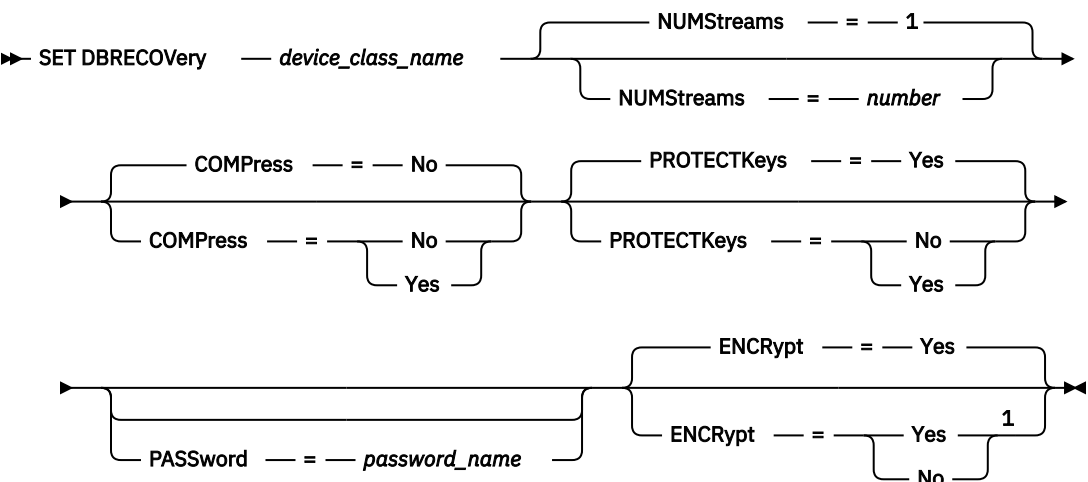 NUMStreams = 1
SET DBRECOVery device_class_name
NUMStreams = number
COMPress = No PROTECTKeys = Yes
COMPress = No PROTECTKeys = No
Yes Yes
ENCRypt = Yes
1
ENCRypt = Yes
PASSword = password_name
No